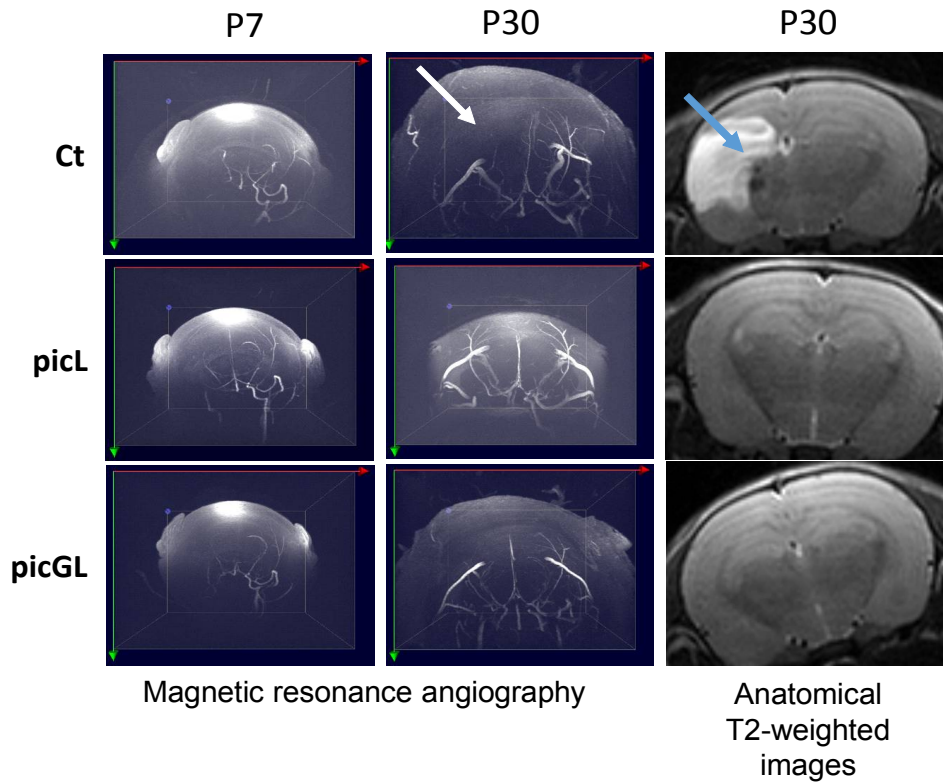 P7 P30 P30
Ct
picL
picGL
Magnetic resonance angiography
Anatomical
T2-weighted
images